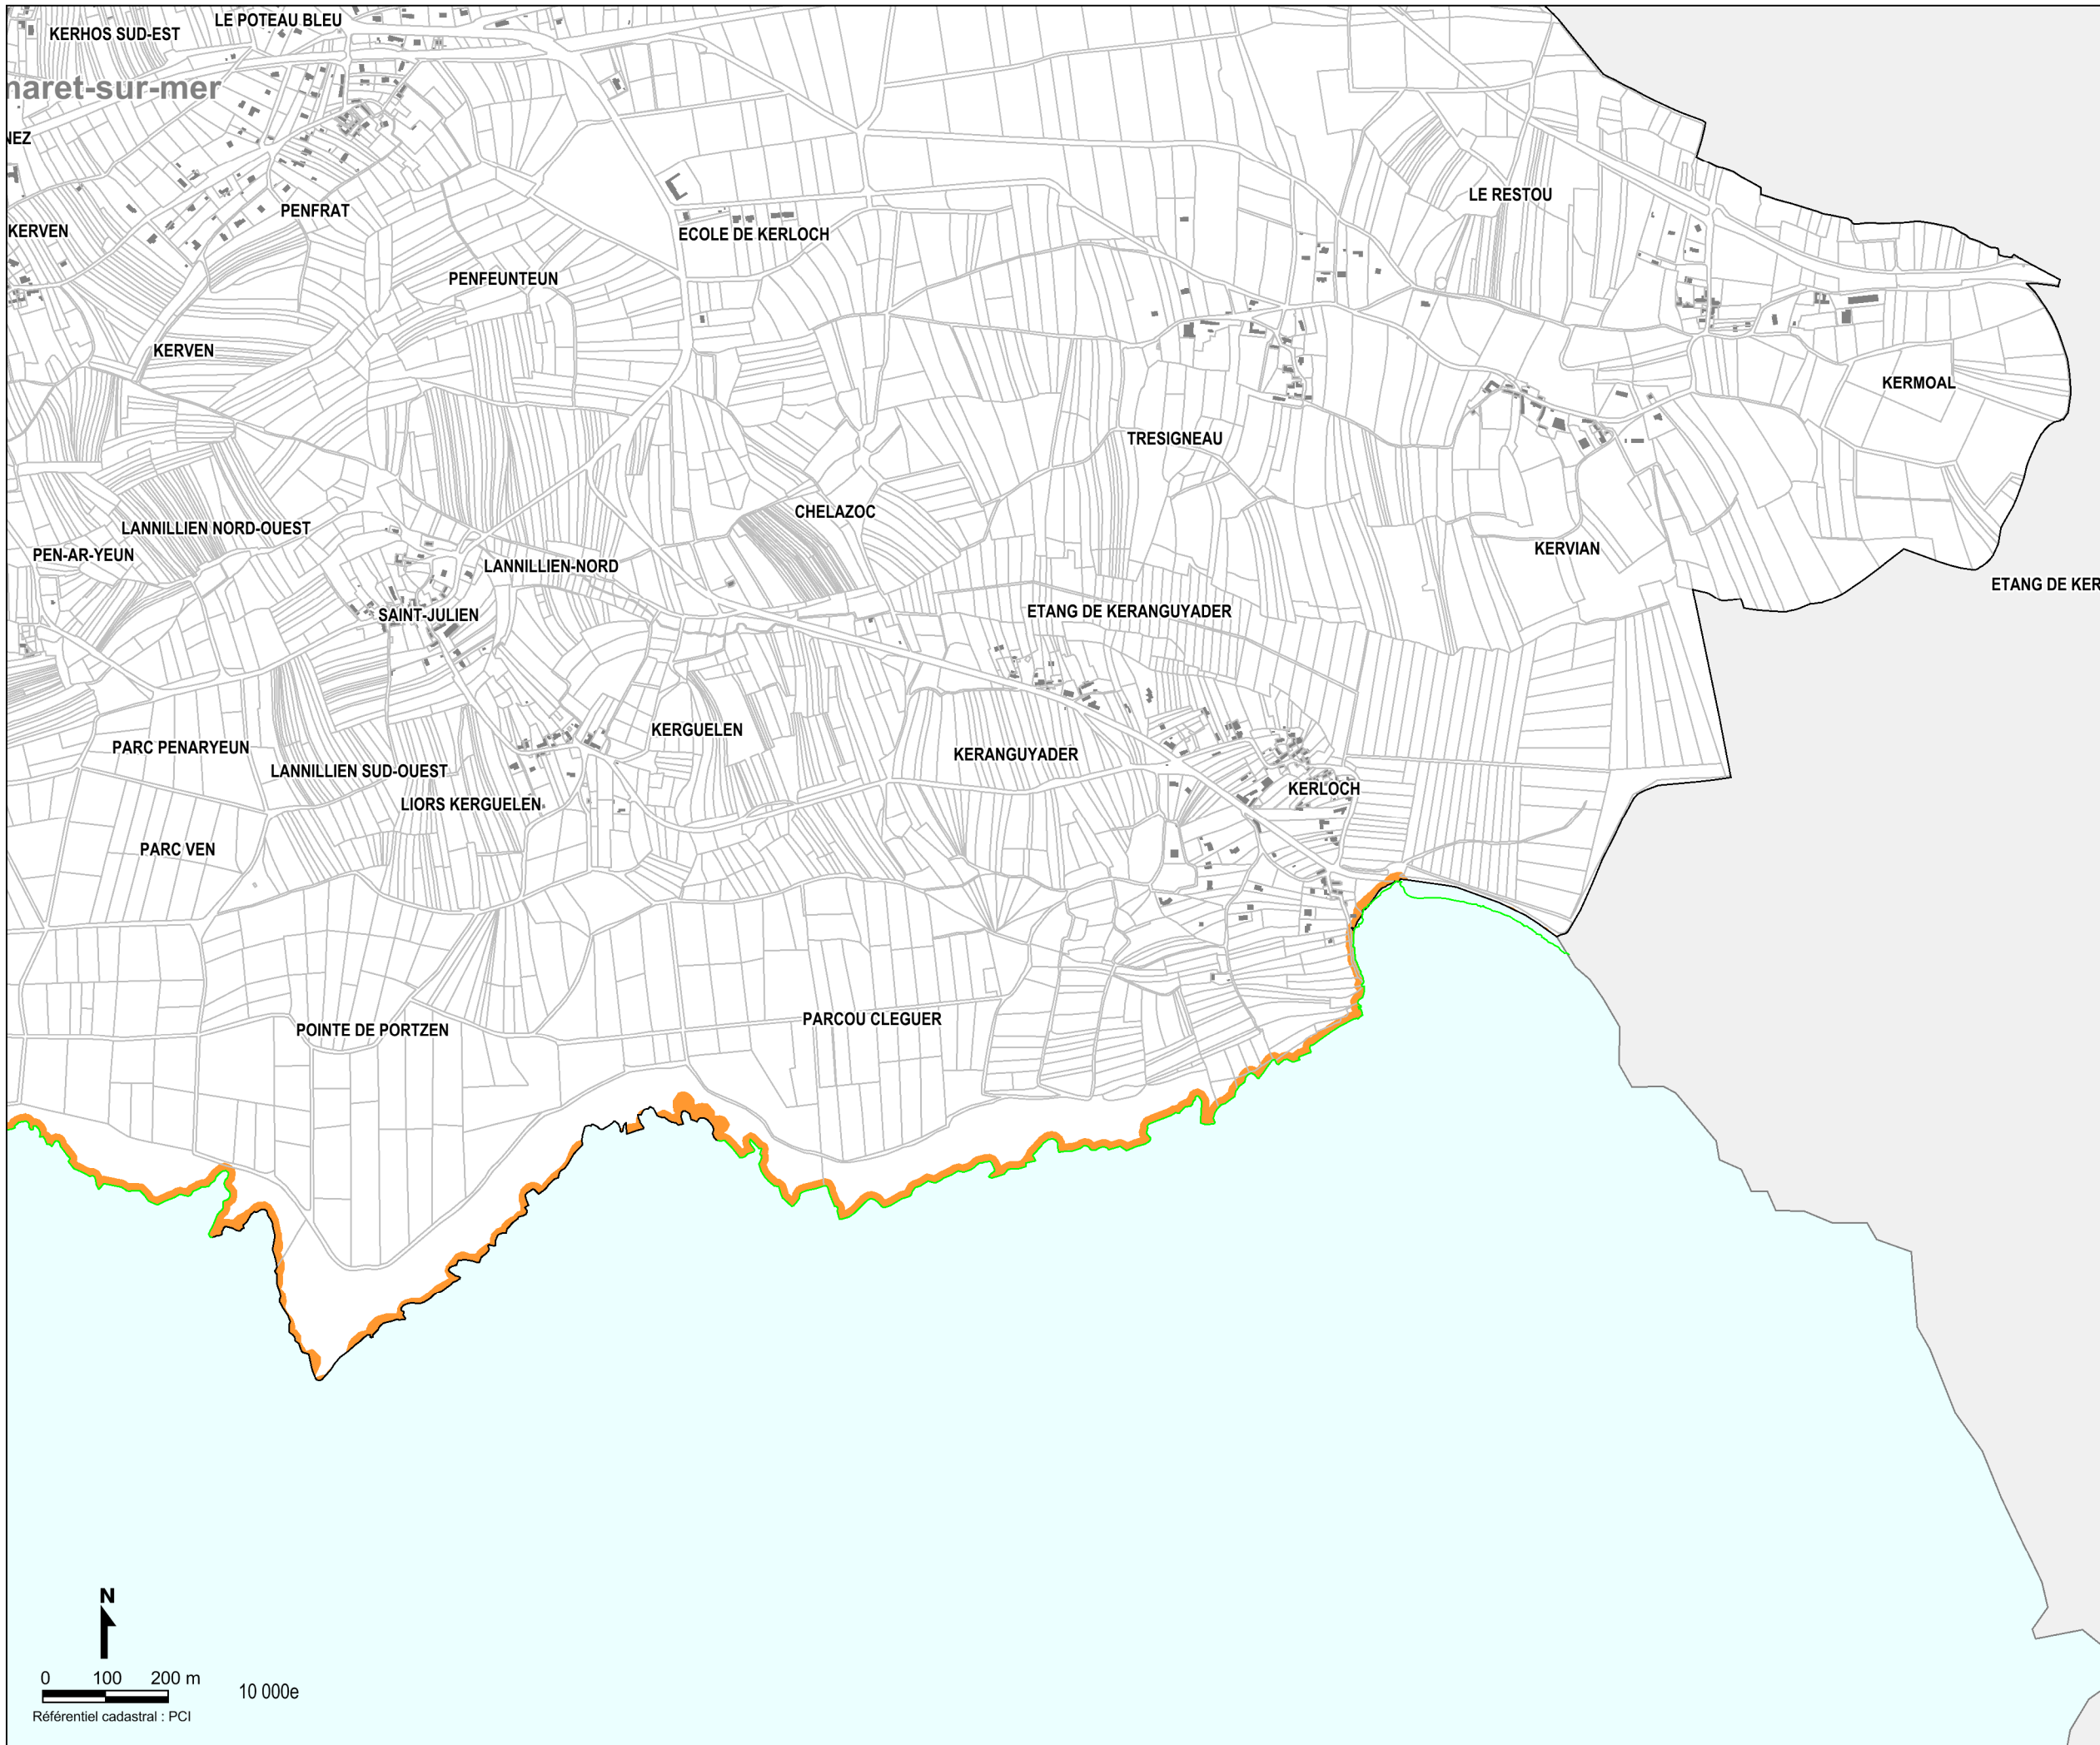 LE POTEAU BLEU
KERHOS SUD-EST
naret-sur-mer
NEZ
LE RESTOU
PENFRAT
KERVEN
ECOLE DE KERLOCH
PENFEUNTEUN
KERVEN
KERMOAL
TRESIGNEAU
CHELAZOC
LANNILLIEN NORD-OUEST
KERVIAN
PEN-AR-YEUN
LANNILLIEN-NORD
ETANG DE KER
ETANG DE KERANGUYADER
SAINT-JULIEN
KERGUELEN
PARC PENARYEUN
KERANGUYADER
LANNILLIEN SUD-OUEST
KERLOCH
LIORS KERGUELEN
PARC VEN
PARCOU CLEGUER
POINTE DE PORTZEN
N
0 100 200 m
10 000e
Référentiel cadastral : PCI